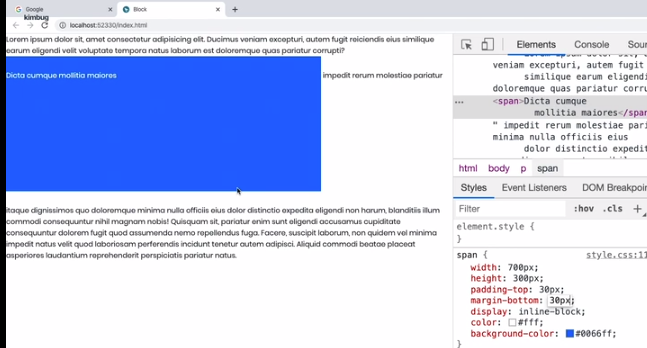 Google
kimbug
Block
localhost:52330/index.html
Lorem ipsum dolor sit, amet consectetur adipisicing elit. Ducimus veniam excepturi, autem fugit reiciendis eius similique
earum eligendi velit voluptate tempora natus laborum est doloremque quas pariatur corrupti?
Dicta cumque mollitia maiores impedit rerum molestiae pariatur
itaque dignissimos quo doloremque minima nulla officiis eius dolor distinctio expedita eligendi non harum, blanditiis illum
commodi consequuntur nihil magnam nobis! Quisquam sit, pariatur enim sunt eligendi accusamus cupiditate
consequuntur dolorem fugit quod assumenda nemo repellendus fuga. Facere, suscipit laborum, non quidem vel minima
impedit natus velit quod laboriosam perferendis incidunt tenetur autem adipisci. Aliquid commodi beatae placeat
asperiores laudantium reprehenderit perspiciatis pariatur natus.
Elements Console Sour
veniam excepturi, autem fugit
similique earum eligendi
doloremque quas pariatur corru
<span>Dicta cumque
mollitia maiores</span
" impedit rerum molestiae pari
minima nulla officiis eius
dolor distinctio expedit
html body p span
Styles Event Listeners DOM Breakpoin
Filter :hov .cls +
element.style {
}
span { style.css:11
width: 700px;
height: 300px;
padding-top: 30px;
margin-bottom: 30px;
display: inline-block;
color: #fff;
background-color: #0066ff;
}